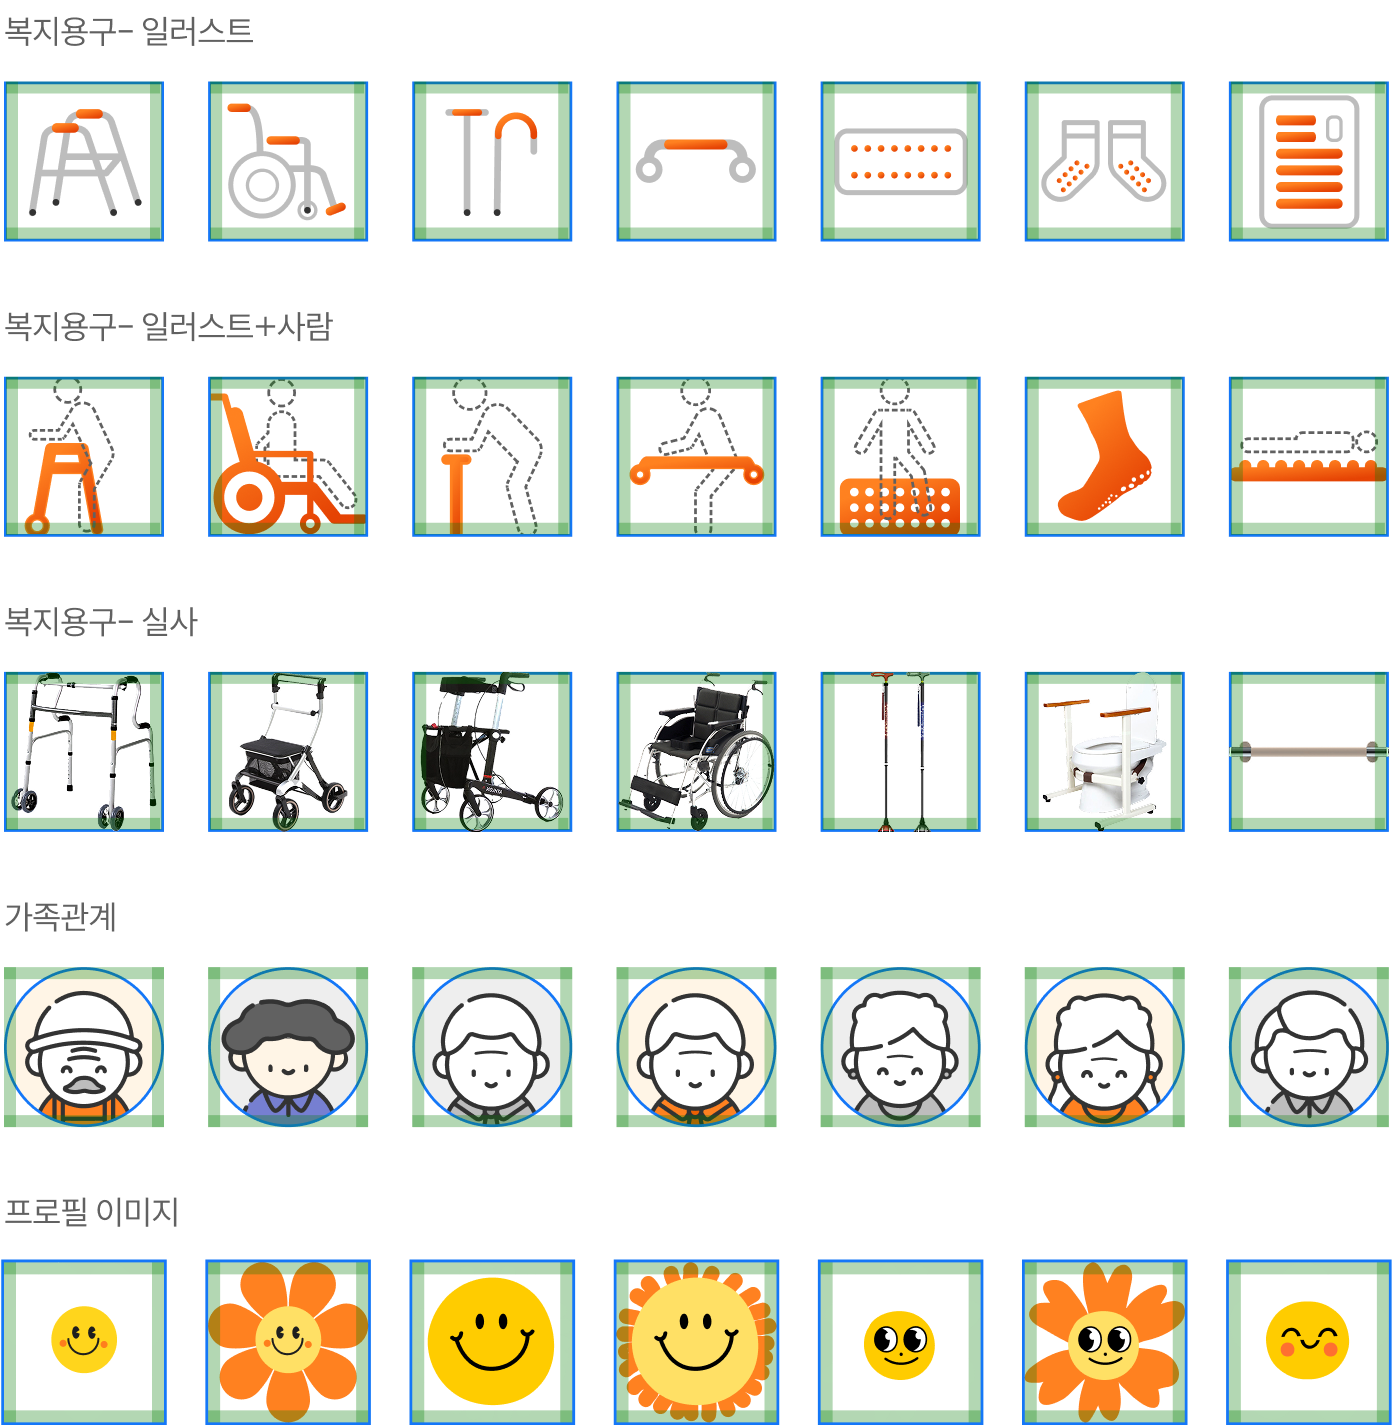 복지용구- 일러스트
복지용구- 일러스트+사람
복지용구- 실사
가족관계
프로필 이미지